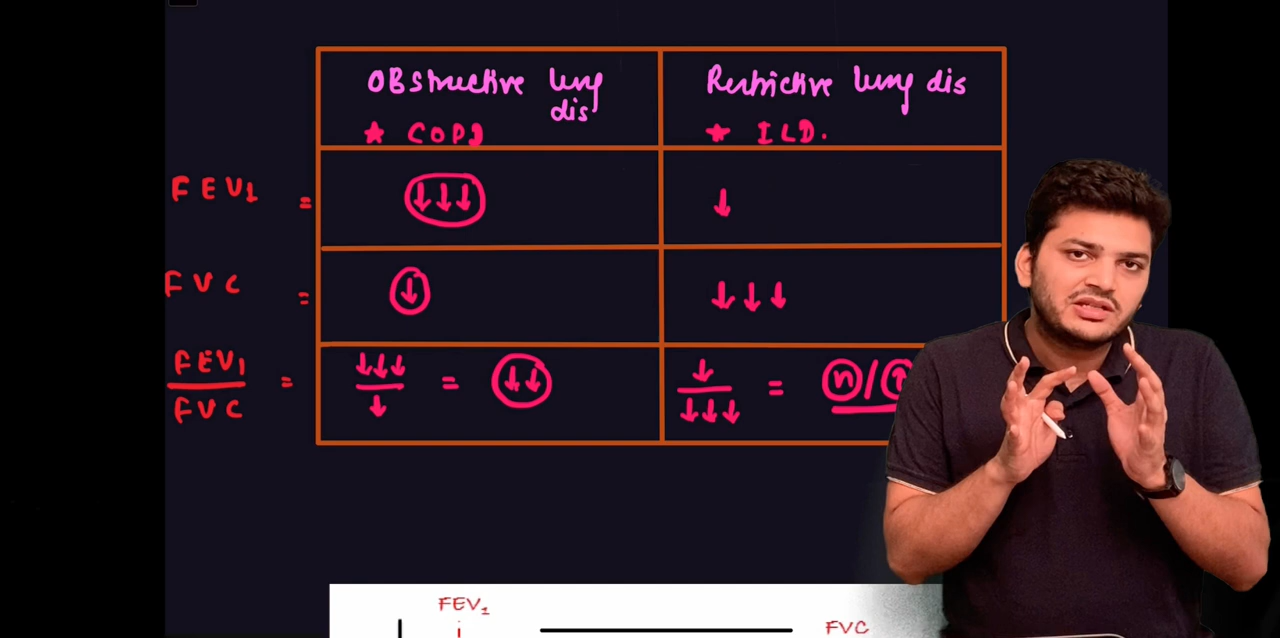 OBstructive lung dis
★ COPD
Restrictive lung dis
★ ILD.
FEV1 = ↓↓↓ ↓
FVC = ↓ ↓↓↓
FEV1/FVC = ↓↓↓/↓ = ↓↓ ↓/↓↓↓ = n/
FEV1
FVC